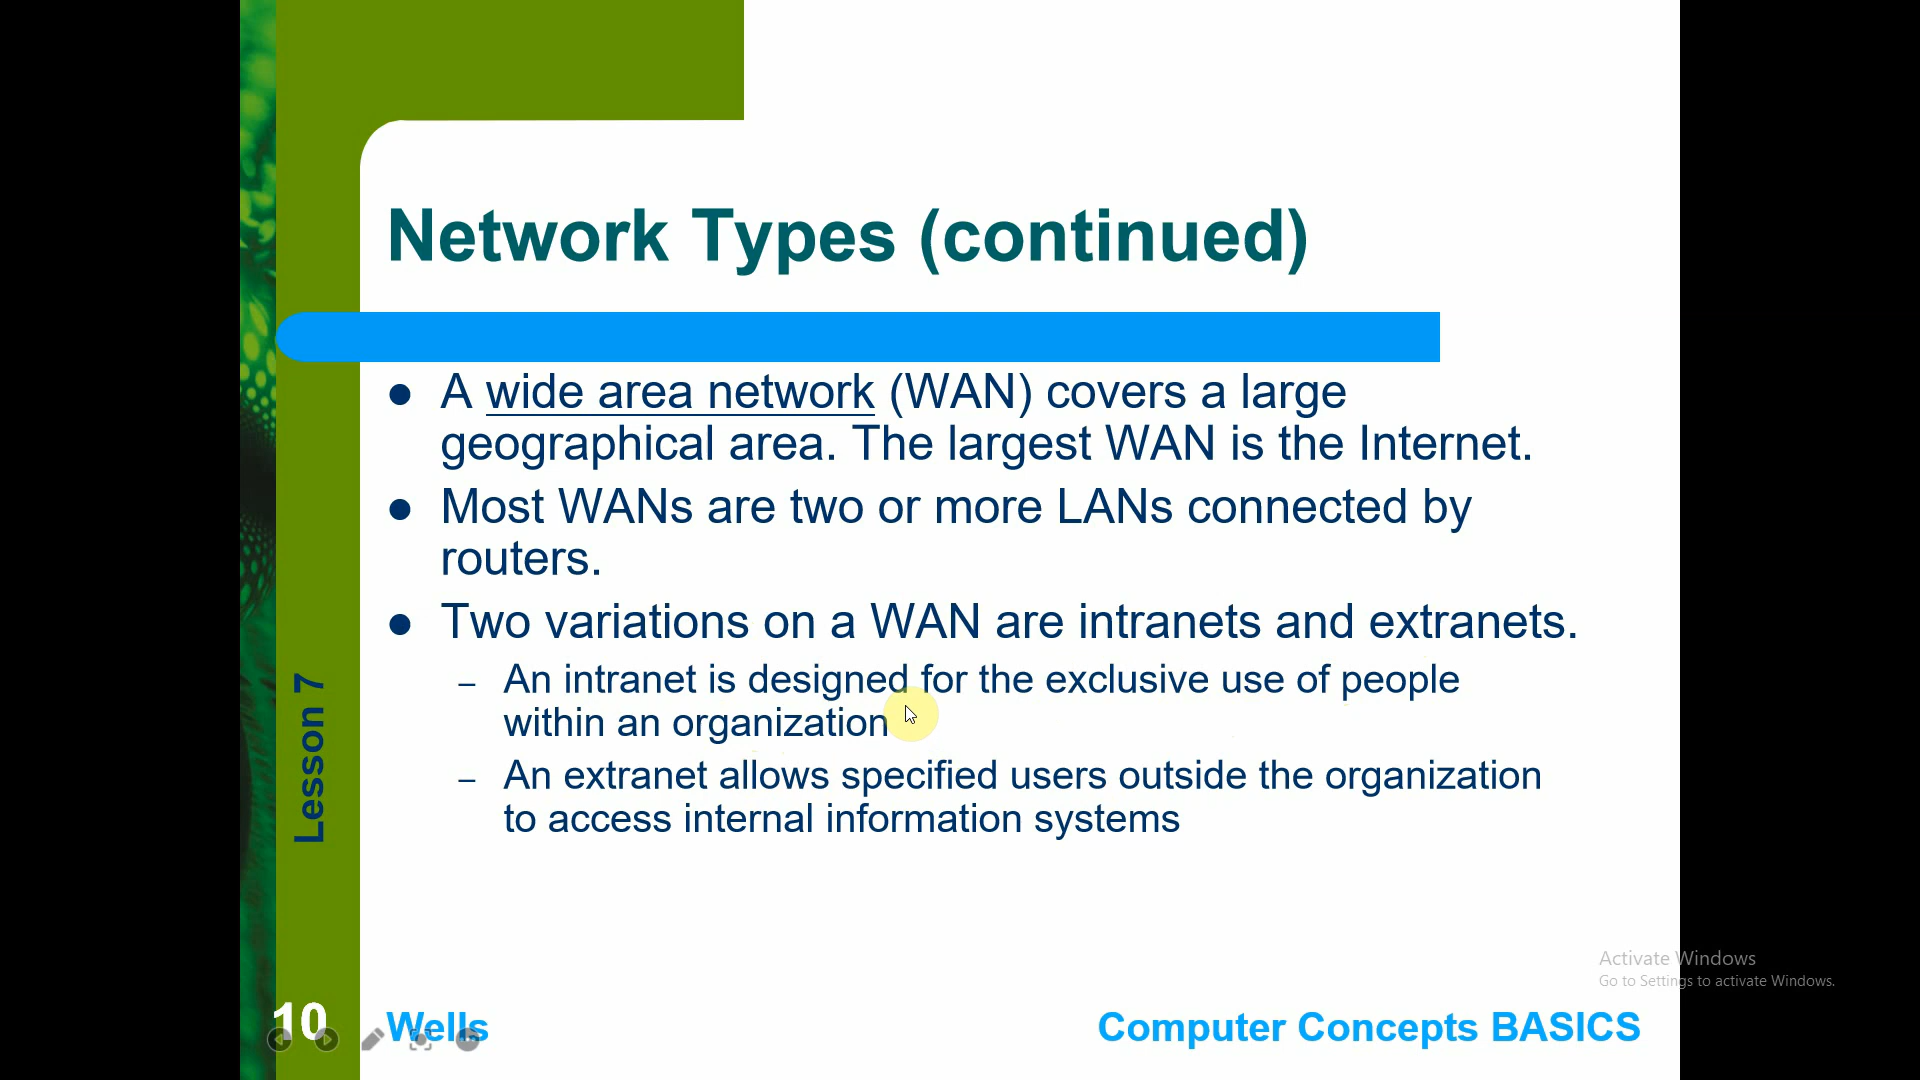 Network Types (continued)
● A wide area network (WAN) covers a large
geographical area. The largest WAN is the Internet.
● Most WANs are two or more LANs connected by
routers.
● Two variations on a WAN are intranets and extranets.
– An intranet is designed for the exclusive use of people
within an organization
– An extranet allows specified users outside the organization
to access internal information systems
Lesson 7
Activate Windows
Go to Settings to activate Windows.
10
Wells
Computer Concepts BASICS